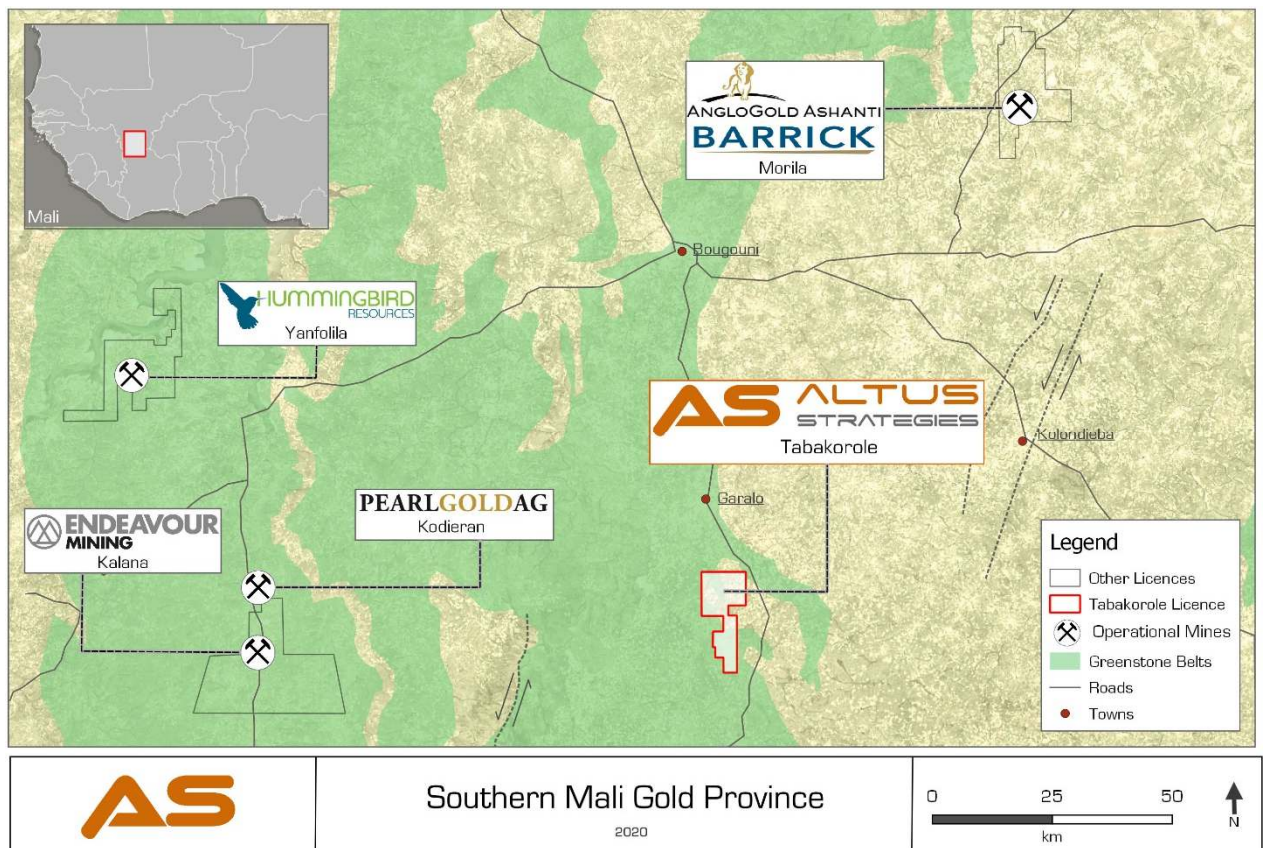 Mali
ANGLOGOLD ASHANTI
BARRICK
Morila
Bougouni
HUMMINGBIRD
RESOURCES
Yanfolila
AS ALTUS
STRATEGIES
Tabakorole
Kolondieba
Garalo
PEARLGOLDAG
Kodieran
ENDEAVOUR
MINING
Kalana
Legend
Other Licences
Tabakorole Licence
Operational Mines
Greenstone Belts
Roads
Towns
AS
Southern Mali Gold Province
2020
0 25 50
km
N